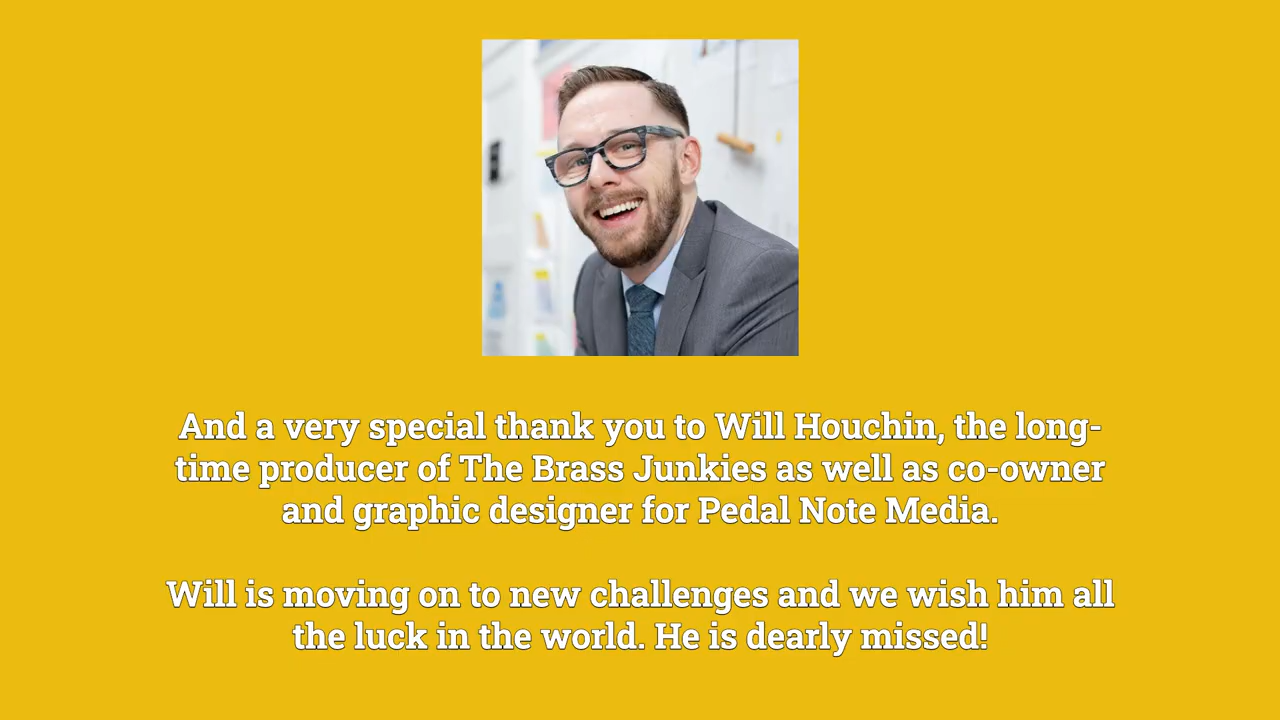 And a very special thank you to Will Houchin, the long-
time producer of The Brass Junkies as well as co-owner
and graphic designer for Pedal Note Media.
Will is moving on to new challenges and we wish him all
the luck in the world. He is dearly missed!